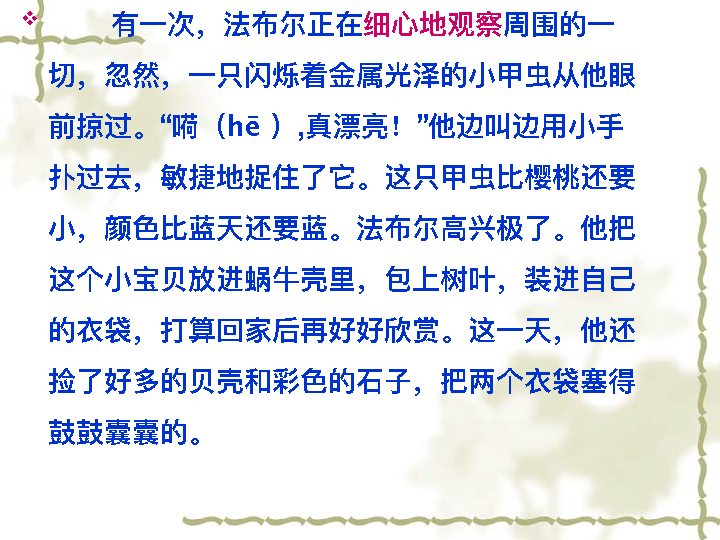 有一次，法布尔正在细心地观察周围的一
切，忽然，一只闪烁着金属光泽的小甲虫从他眼
前掠过。“嗬（hē ）,真漂亮！”他边叫边用小手
扑过去，敏捷地捉住了它。这只甲虫比樱桃还要
小，颜色比蓝天还要蓝。法布尔高兴极了。他把
这个小宝贝放进蜗牛壳里，包上树叶，装进自己
的衣袋，打算回家后再好好欣赏。这一天，他还
捡了好多的贝壳和彩色的石子，把两个衣袋塞得
鼓鼓囊囊的。